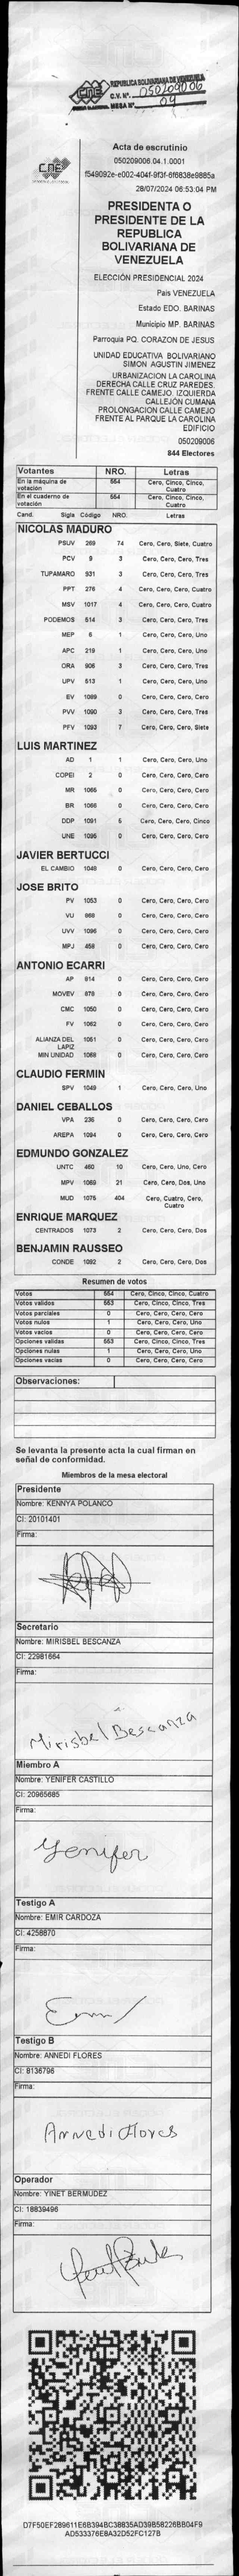 CNE
REPÚBLICA BOLIVARIANA DE VENEZUELA
C.V. Nº. 050209006
MESA Nº. 09
CNE
Acta de escrutinio
050209006.04.1.0001
f549092e-e002-404f-9f3f-6f6838e9885a
28/07/2024 06:53:04 PM
PRESIDENTA O
PRESIDENTE DE LA
REPUBLICA
BOLIVARIANA DE
VENEZUELA
ELECCIÓN PRESIDENCIAL 2024
País VENEZUELA
Estado EDO. BARINAS
Municipio MP. BARINAS
Parroquia PQ. CORAZON DE JESUS
UNIDAD EDUCATIVA BOLIVARIANO
SIMON AGUSTIN JIMENEZ
URBANIZACION LA CAROLINA
DERECHA CALLE CRUZ PAREDES.
FRENTE CALLE CAMEJO. IZQUIERDA
CALLEJÓN CUMANA
PROLONGACION CALLE CAMEJO
FRENTE AL PARQUE LA CAROLINA
EDIFICIO
050209006
844 Electores
Votantes NRO. Letras
En la máquina de votación 554 Cero, Cinco, Cinco, Cuatro
En el cuaderno de votación 554 Cero, Cinco, Cinco, Cuatro
Cand. Sigla Código NRO. Letras
NICOLAS MADURO
PSUV 269 74 Cero, Cero, Siete, Cuatro
PCV 9 3 Cero, Cero, Cero, Tres
TUPAMARO 931 3 Cero, Cero, Cero, Tres
PPT 276 4 Cero, Cero, Cero, Cuatro
MSV 1017 4 Cero, Cero, Cero, Cuatro
PODEMOS 514 3 Cero, Cero, Cero, Tres
MEP 6 1 Cero, Cero, Cero, Uno
APC 219 1 Cero, Cero, Cero, Uno
ORA 906 3 Cero, Cero, Cero, Tres
UPV 613 1 Cero, Cero, Cero, Uno
EV 1089 0 Cero, Cero, Cero, Cero
PVV 1090 3 Cero, Cero, Cero, Tres
PFV 1093 7 Cero, Cero, Cero, Siete
LUIS MARTINEZ
AD 1 1 Cero, Cero, Cero, Uno
COPEI 2 0 Cero, Cero, Cero, Cero
MR 1066 0 Cero, Cero, Cero, Cero
BR 1068 0 Cero, Cero, Cero, Cero
DDP 1091 5 Cero, Cero, Cero, Cinco
UNE 1095 0 Cero, Cero, Cero, Cero
JAVIER BERTUCCI
EL CAMBIO 1048 0 Cero, Cero, Cero, Cero
JOSE BRITO
PV 1053 0 Cero, Cero, Cero, Cero
VU 868 0 Cero, Cero, Cero, Cero
UVV 1096 0 Cero, Cero, Cero, Cero
MPJ 458 0 Cero, Cero, Cero, Cero
ANTONIO ECARRI
AP 814 0 Cero, Cero, Cero, Cero
MOVEV 879 0 Cero, Cero, Cero, Cero
CMC 1050 0 Cero, Cero, Cero, Cero
FV 1062 0 Cero, Cero, Cero, Cero
ALIANZA DEL LAPIZ 1061 0 Cero, Cero, Cero, Cero
MIN UNIDAD 1068 0 Cero, Cero, Cero, Cero
CLAUDIO FERMIN
SPV 1049 1 Cero, Cero, Cero, Uno
DANIEL CEBALLOS
VPA 236 0 Cero, Cero, Cero, Cero
AREPA 1094 0 Cero, Cero, Cero, Cero
EDMUNDO GONZALEZ
UNTC 460 10 Cero, Cero, Uno, Cero
MPV 1069 21 Cero, Cero, Dos, Uno
MUD 1075 404 Cero, Cuatro, Cero, Cuatro
ENRIQUE MARQUEZ
CENTRADOS 1073 2 Cero, Cero, Cero, Dos
BENJAMIN RAUSSEO
CONDE 1092 2 Cero, Cero, Cero, Dos
Resumen de votos
Votos 554 Cero, Cinco, Cinco, Cuatro
Votos validos 553 Cero, Cinco, Cinco, Tres
Votos parciales 0 Cero, Cero, Cero, Cero
Votos nulos 1 Cero, Cero, Cero, Uno
Votos vacios 0 Cero, Cero, Cero, Cero
Opciones validas 553 Cero, Cinco, Cinco, Tres
Opciones nulas 1 Cero, Cero, Cero, Uno
Opciones vacias 0 Cero, Cero, Cero, Cero
Observaciones:
Se levanta la presente acta la cual firman en
señal de conformidad.
Miembros de la mesa electoral
Presidente
Nombre: KENNYA POLANCO
CI: 20101401
Firma:
Secretario
Nombre: MIRISBEL BESCANZA
CI: 22981664
Firma:
Mirisbel Bescanza
Miembro A
Nombre: YENIFER CASTILLO
CI: 20965685
Firma:
Yenifer
Testigo A
Nombre: EMIR CARDOZA
CI: 4258870
Firma:
Testigo B
Nombre: ANNEDI FLORES
CI: 8136796
Firma:
Annedi Flores
Operador
Nombre: YINET BERMUDEZ
CI: 18839496
Firma:
D7F50EF289611E6B394BC38835AD39B58226BB04F9
AD533376E8A32D52FC127B